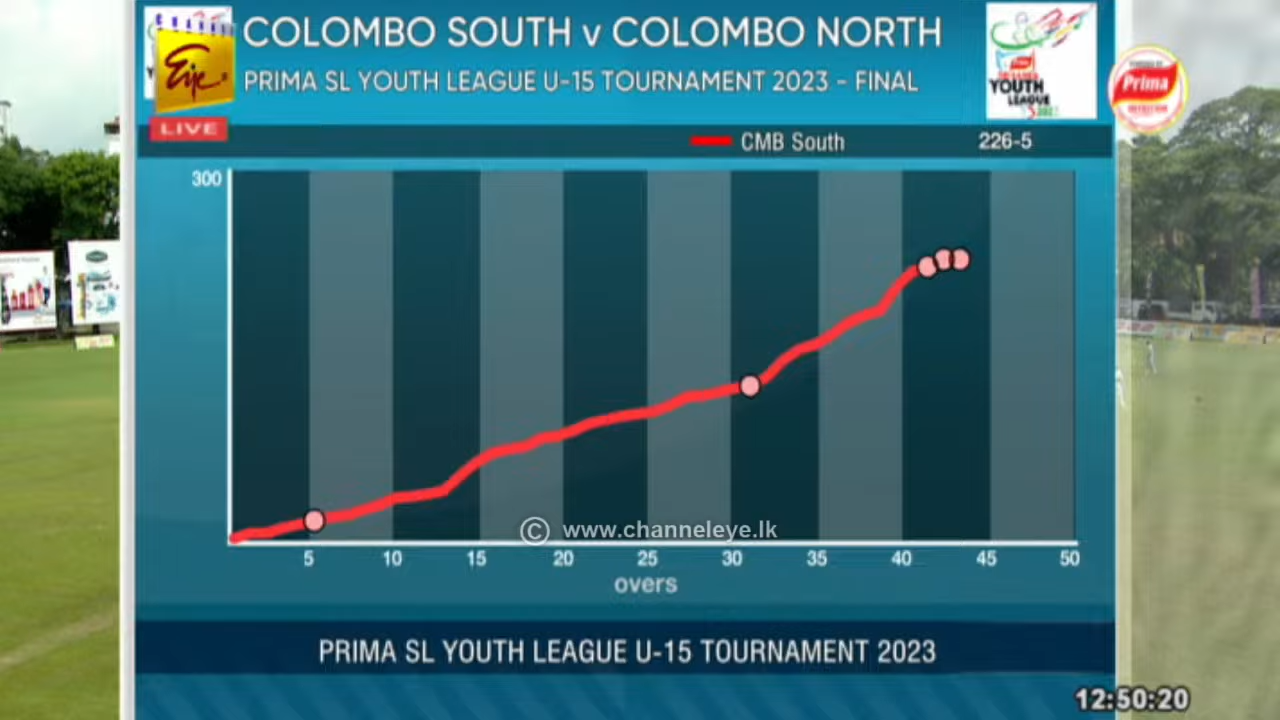 COLOMBO SOUTH v COLOMBO NORTH
PRIMA SL YOUTH LEAGUE U-15 TOURNAMENT 2023 - FINAL
Eye
LIVE
Prima
YOUTH
LEAGUE
Prima
CMB South 226-5
300
© www.channeleye.lk
5 10 15 20 25 30 35 40 45 50
overs
PRIMA SL YOUTH LEAGUE U-15 TOURNAMENT 2023
12:50:20